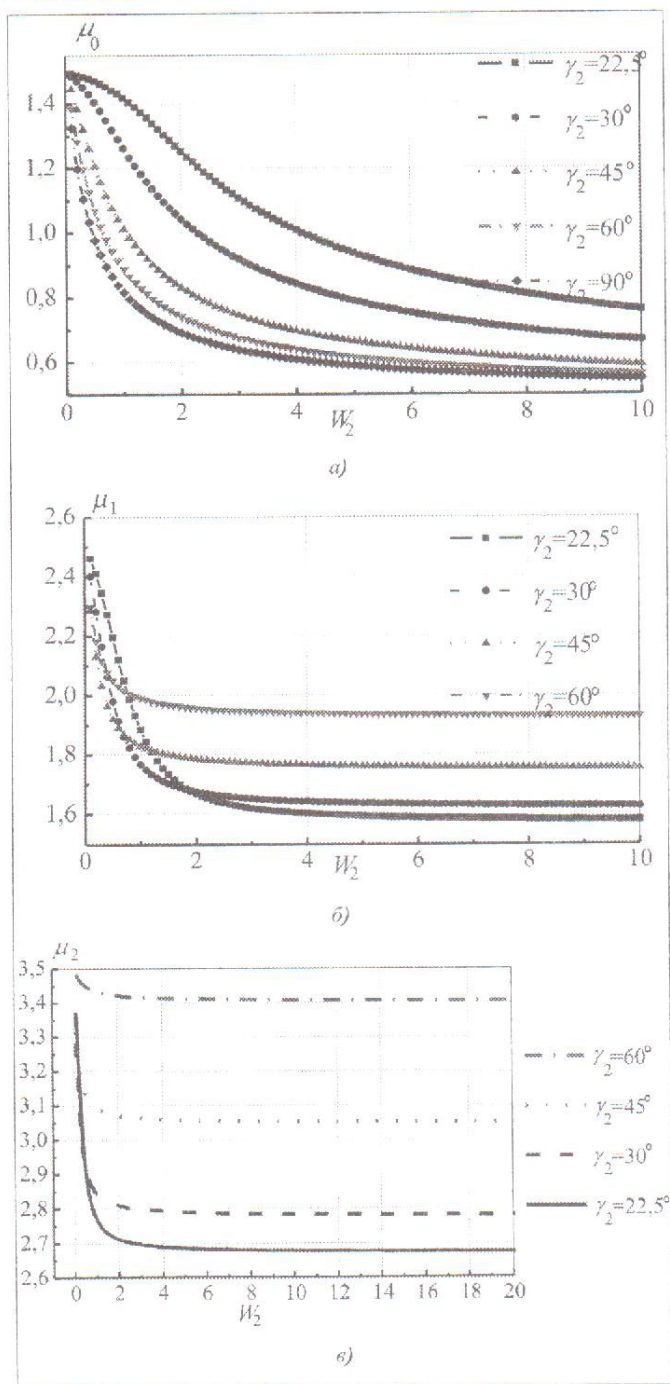 μ₀
γ₂=22,5°
1,4
γ₂=30°
1.2
γ₂=45°
1.0
γ₂=60°
0,8
γ₂=90°
0,6
0 2 4 6 8 10
W₂
а)
μ₁
2,6
γ₂=22,5°
2,4
γ₂=30°
2,2
γ₂=45°
2,0
γ₂=60°
1,8
1,6
0 2 4 6 8 10
W₂
б)
μ₂
3,5
3,4
3,3
3,2
3,1
3,0
2,9
2,8
2,7
2,6
γ₂=60°
γ₂=45°
γ₂=30°
γ₂=22,5°
0 2 4 6 8 10 12 14 16 18 20
W₂
в)